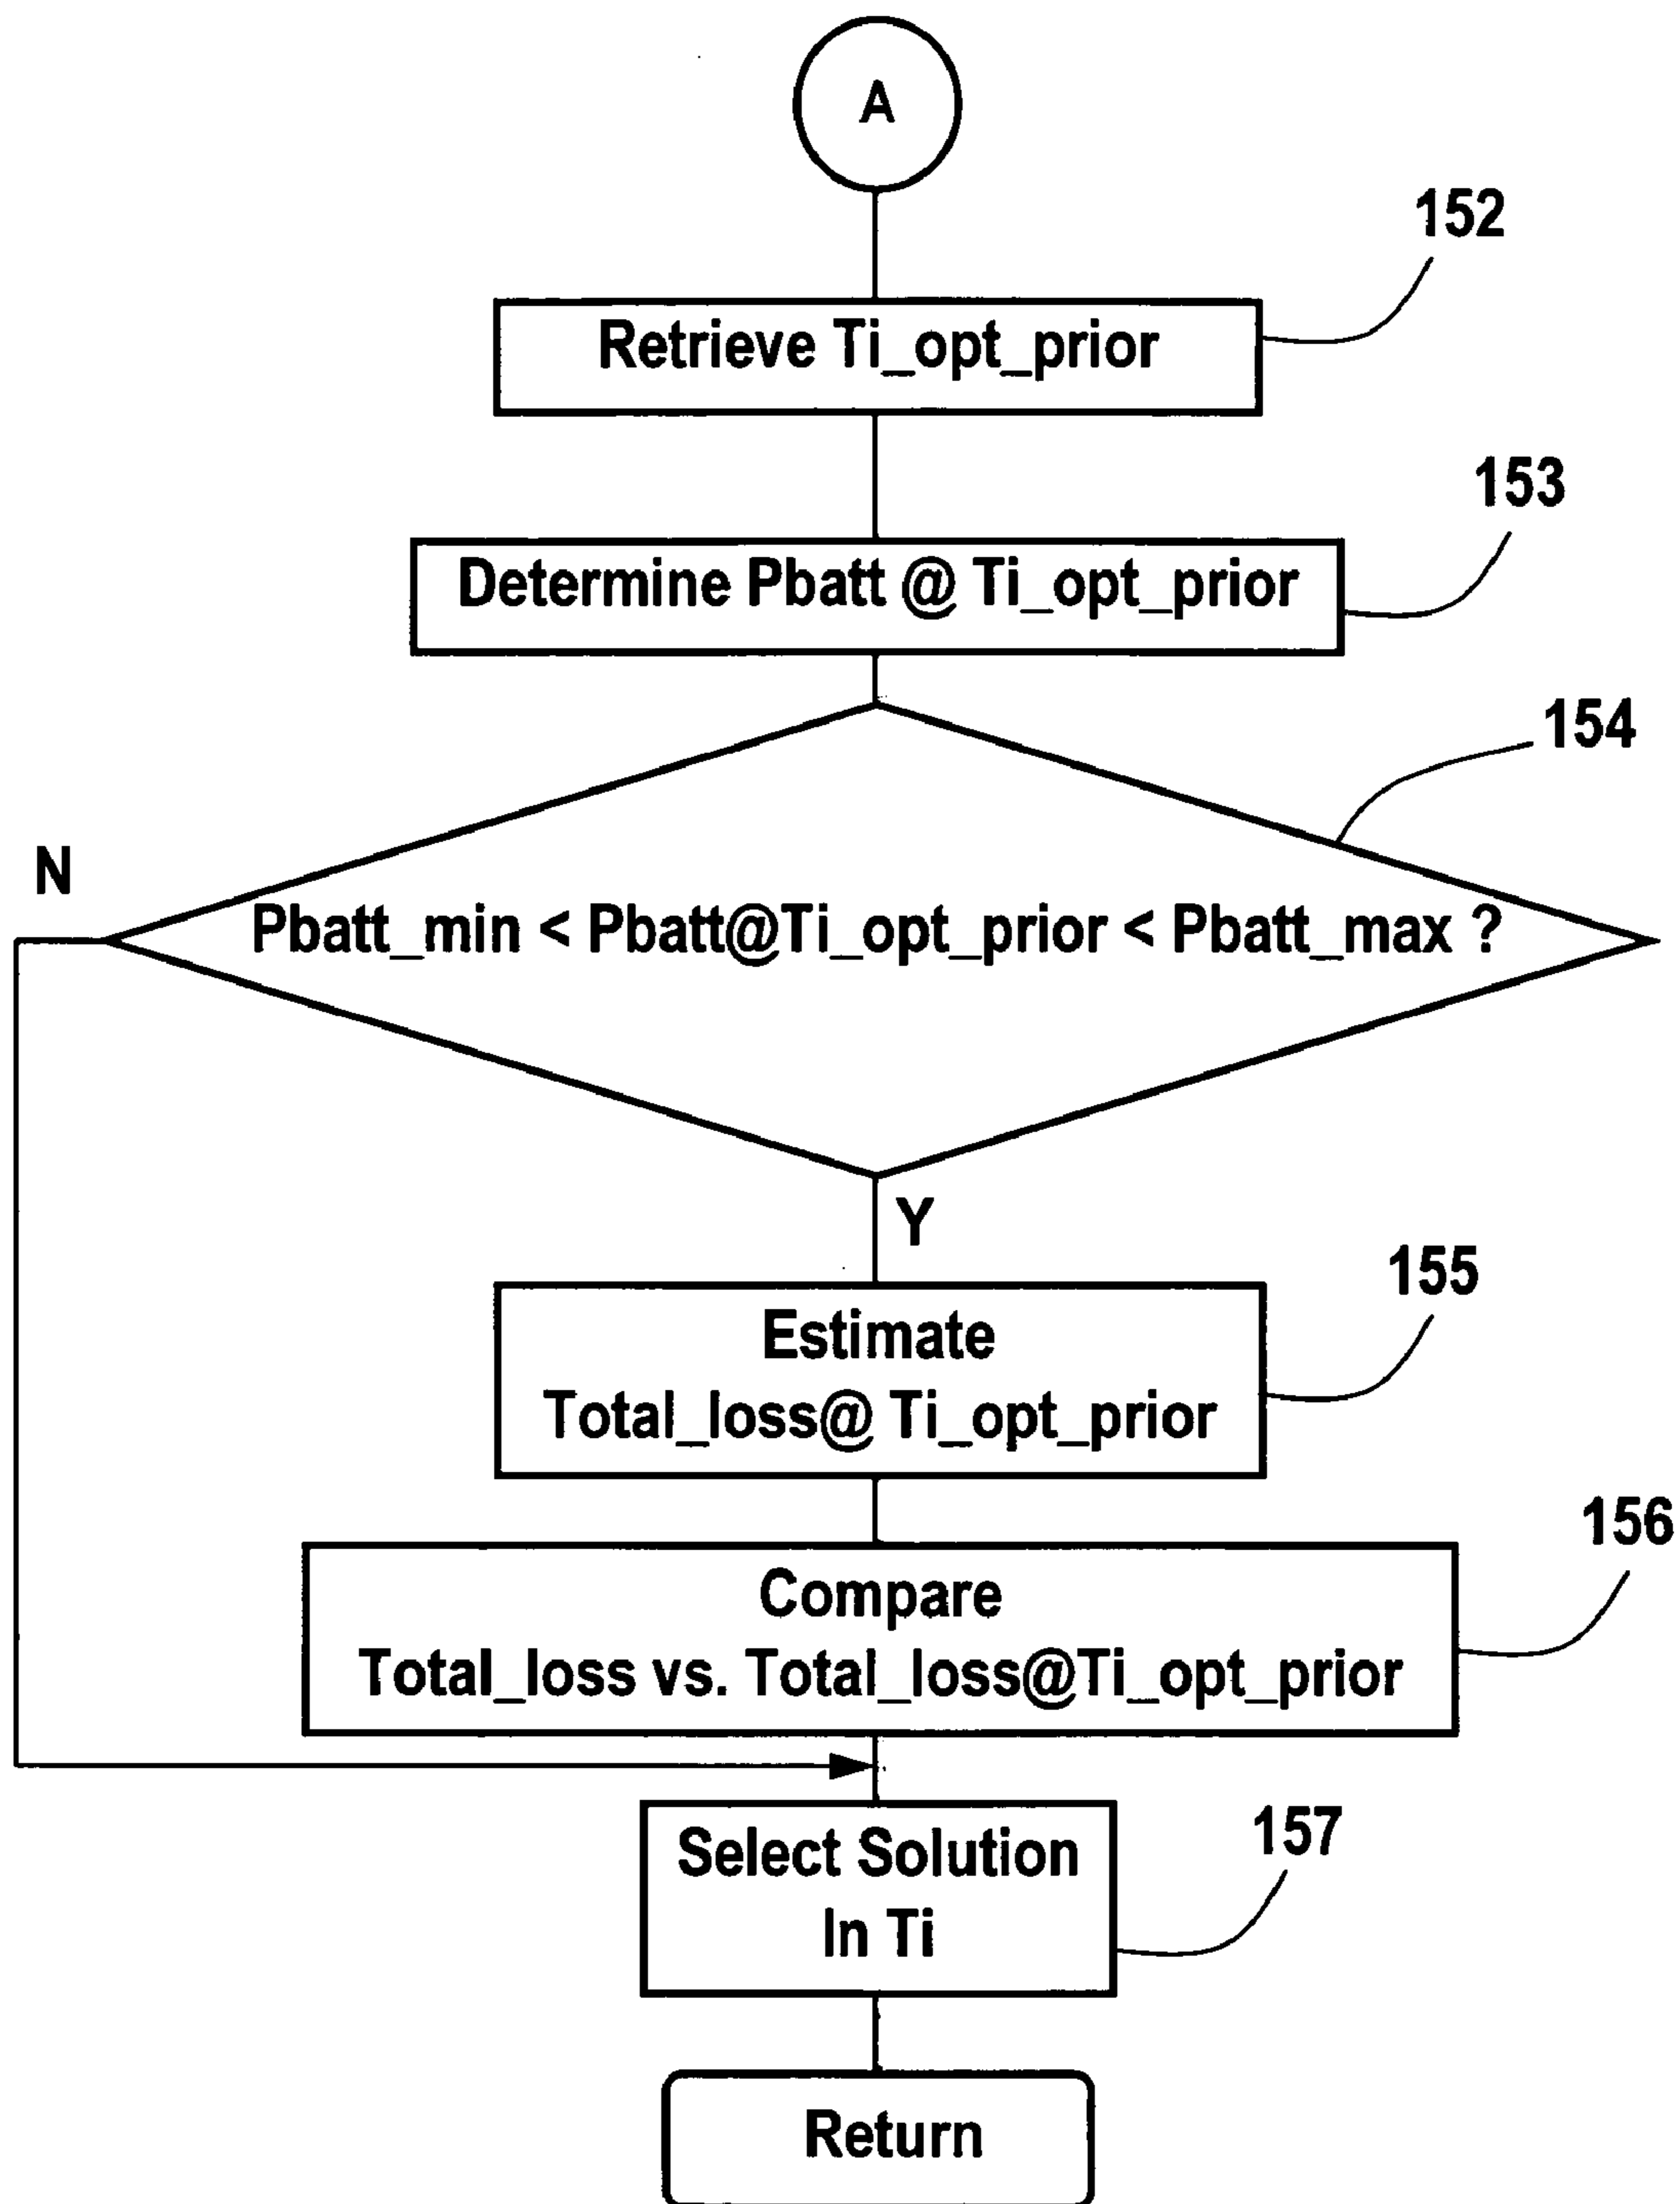 A
152
Retrieve Ti_opt_prior
153
Determine Pbatt @ Ti_opt_prior
154
N
Pbatt_min < Pbatt@Ti_opt_prior < Pbatt_max ?
Y
155
Estimate
Total_loss@ Ti_opt_prior
156
Compare
Total_loss vs. Total_loss@Ti_opt_prior
157
Select Solution
In Ti
Return